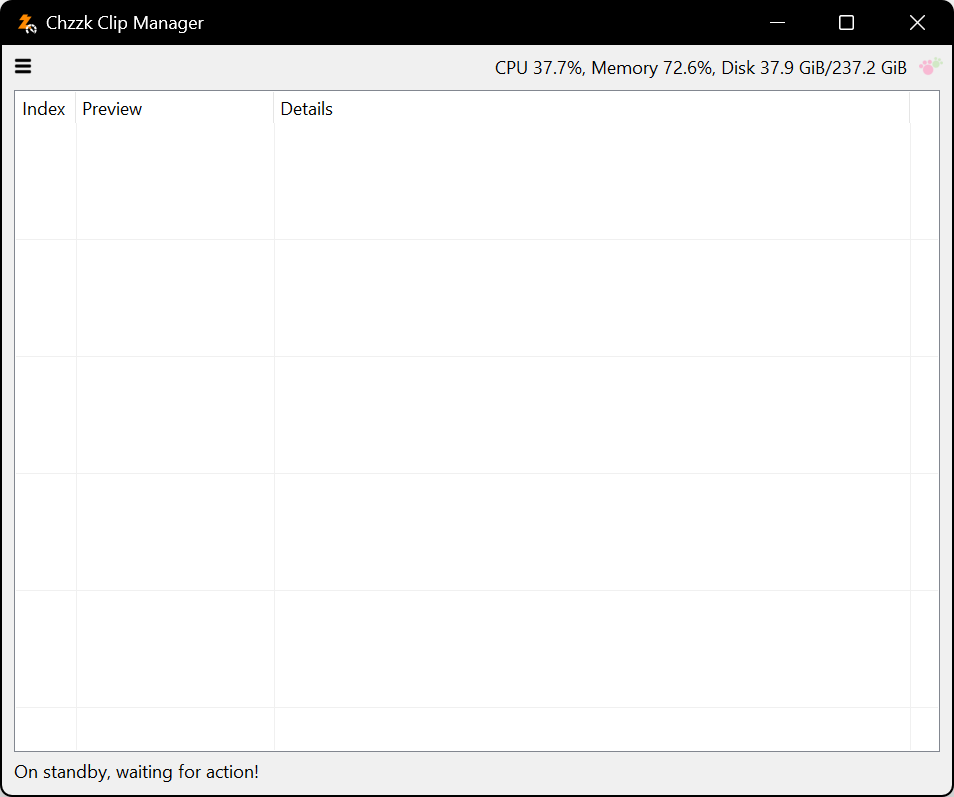 Chzzk Clip Manager
CPU 37.7%, Memory 72.6%, Disk 37.9 GiB/237.2 GiB
Index Preview Details
On standby, waiting for action!